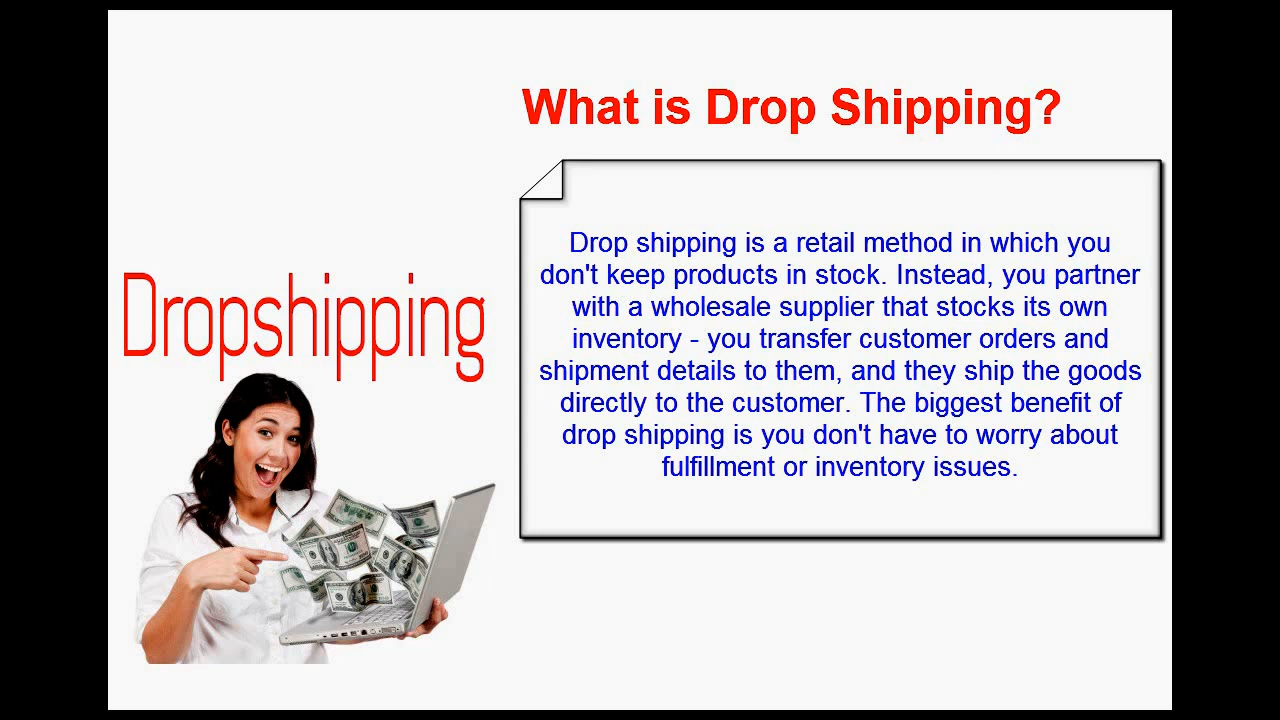 What is Drop Shipping?
Dropshipping
Drop shipping is a retail method in which you
don't keep products in stock. Instead, you partner
with a wholesale supplier that stocks its own
inventory - you transfer customer orders and
shipment details to them, and they ship the goods
directly to the customer. The biggest benefit of
drop shipping is you don't have to worry about
fulfillment or inventory issues.